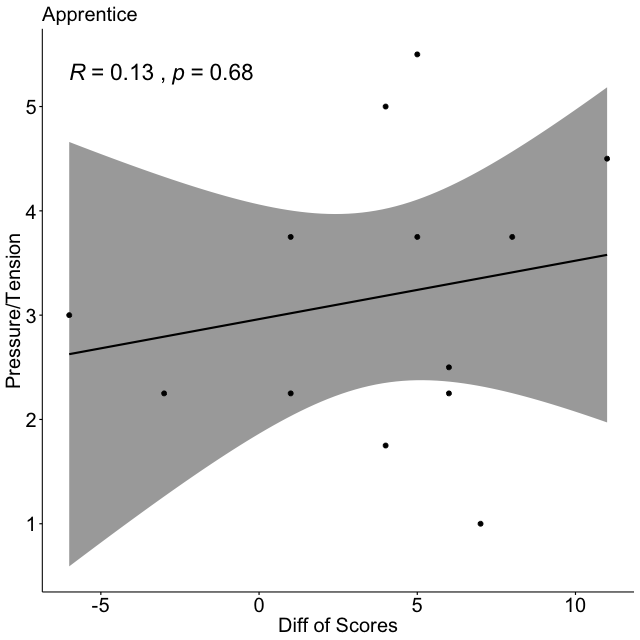 Apprentice
R = 0.13 , p = 0.68
Pressure/Tension
5
4
3
2
1
-5 0 5 10
Diff of Scores